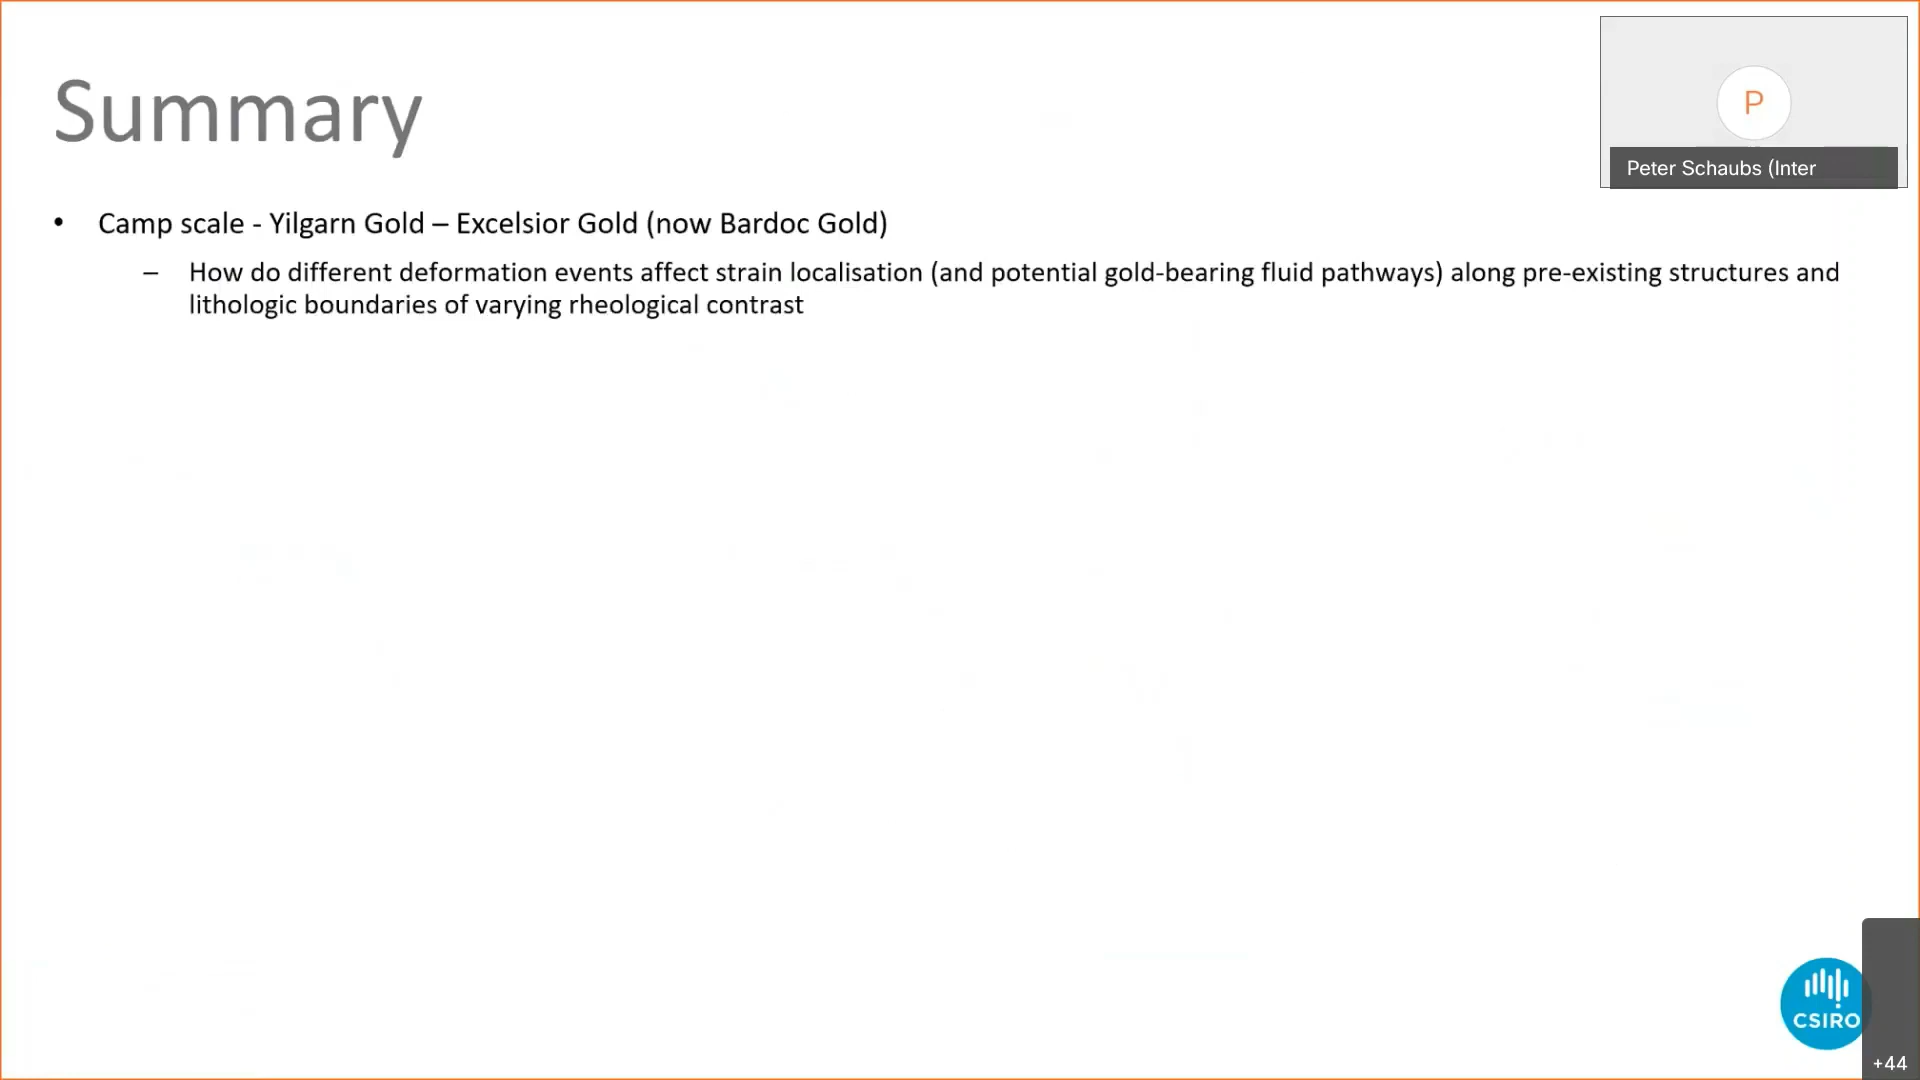 Summary
P
Peter Schaubs (Inter
• Camp scale - Yilgarn Gold – Excelsior Gold (now Bardoc Gold)
– How do different deformation events affect strain localisation (and potential gold-bearing fluid pathways) along pre-existing structures and
lithologic boundaries of varying rheological contrast
CSIRO
+44